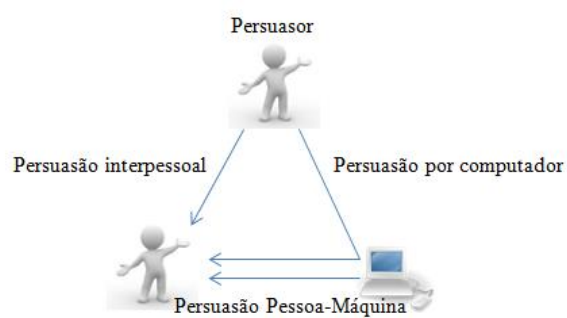 Persuasor
Persuasão interpessoal
Persuasão por computador
Persuasão Pessoa-Máquina